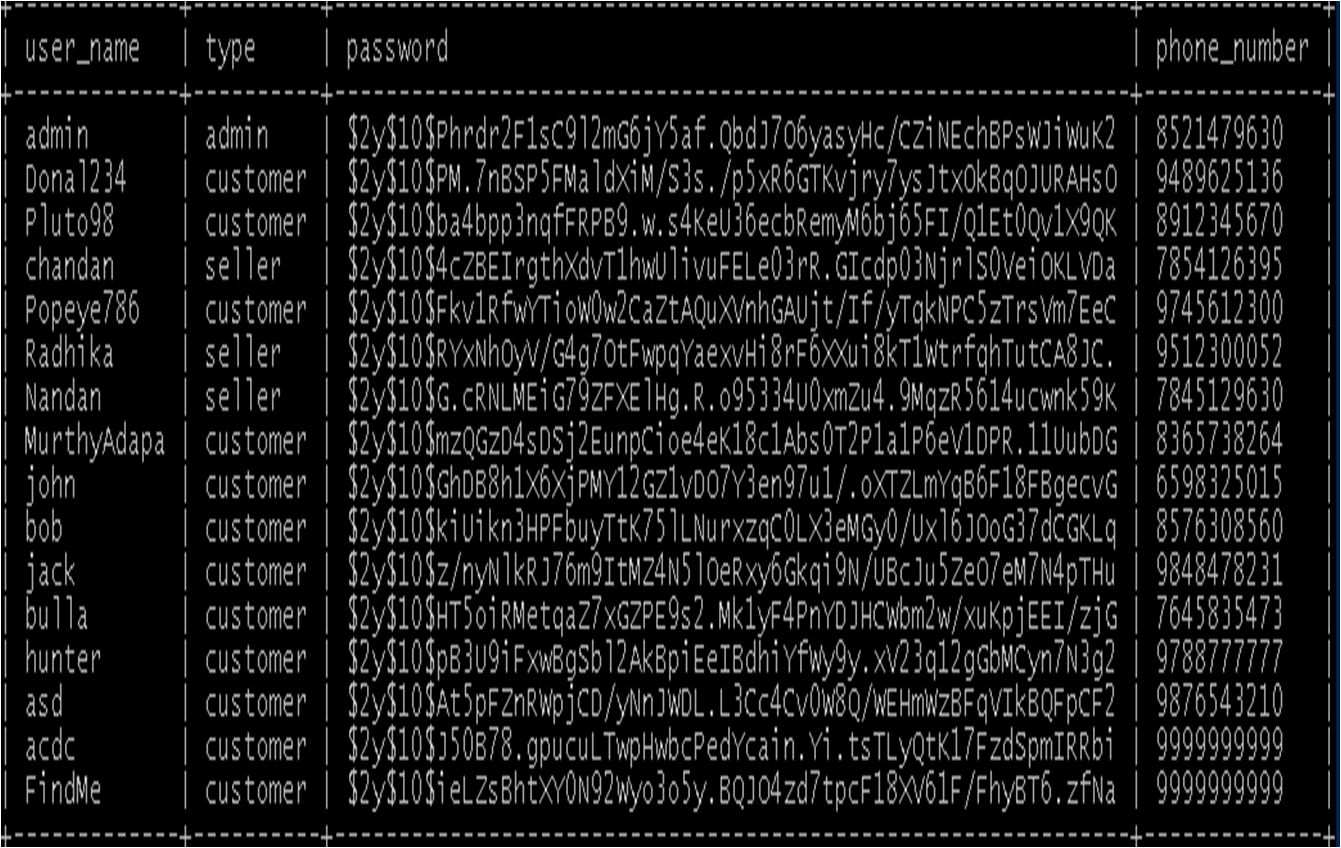 user_name | type | password | phone_number
admin | admin | $2y$10$Phrdr2F1sC9l2mG6jY5af.QbdJ7O6yasyHc/CZiNEchBPsWJiWuK2 | 8521479630
Donal234 | customer | $2y$10$PM.7nBSP5FMaldXiM/S3s./p5xR6GTKvjry7ysJtxOkBqOJURAHsO | 9489625136
Pluto98 | customer | $2y$10$ba4bpp3nqfFRPB9.w.s4KeU36ecbRemyM6bj65FI/Q1Et0Qv1X9QK | 8912345670
chandan | seller | $2y$10$4cZBEIrgthXdvT1hwUlivuFELe03rR.GIcdp03NjrlS0VeiOKLVDa | 7854126395
Popeye786 | customer | $2y$10$Fkv1RfwYTioW0w2CaZtAQuXVnhGAUjt/If/yTqkNPC5zTrsVm7EeC | 9745612300
Radhika | seller | $2y$10$RYxNhOyV/G4g7OtFwpqYaexvHi8rF6XXui8kT1WtrfqhTutCA8JC. | 9512300052
Nandan | seller | $2y$10$G.cRNLMEiG79ZFXElHg.R.o95334U0xmZu4.9MqzR5614ucwnk59K | 7845129630
MurthyAdapa | customer | $2y$10$mzQGzD4sDSj2EunpCioe4eK18c1Abs0T2P1a1P6eV1DPR.11UubDG | 8365738264
john | customer | $2y$10$GhDB8h1X6XjPMY12GZ1vDO7Y3en97u1/.oXTZLmYqB6F18FBgecvG | 6598325015
bob | customer | $2y$10$kiUikn3HPFbuyTtK75lLNurxzqC0LX3eMGy0/Uxl6JOoG37dCGKLq | 8576308560
jack | customer | $2y$10$z/nyNlkRJ76m9ItMZ4N5lOeRxy6Gkqi9N/UBcJu5ZeO7eM7N4pTHu | 9848478231
bulla | customer | $2y$10$HT5oiRMetqaZ7xGZPE9s2.Mk1yF4PnYDJHCWbm2w/xuKpjEEI/zjG | 7645835473
hunter | customer | $2y$10$pB3U9iFxwBgSbl2AkBpiEeIBdhiYfWy9y.xV23q12gGbMCyn7N3g2 | 9788777777
asd | customer | $2y$10$At5pFZnRWpjCD/yNnJWDL.L3Cc4Cv0W8Q/WEHmWzBFqVIkBQFpCF2 | 9876543210
acdc | customer | $2y$10$J50B78.gpucuLTwpHwbcPedYcain.Yi.tsTLyQtK17FzdSpmIRRbi | 9999999999
FindMe | customer | $2y$10$ieLZsBhtXY0N92Wyo3o5y.BQJO4zd7tpcF18XV61F/FhyBT6.zfNa | 9999999999